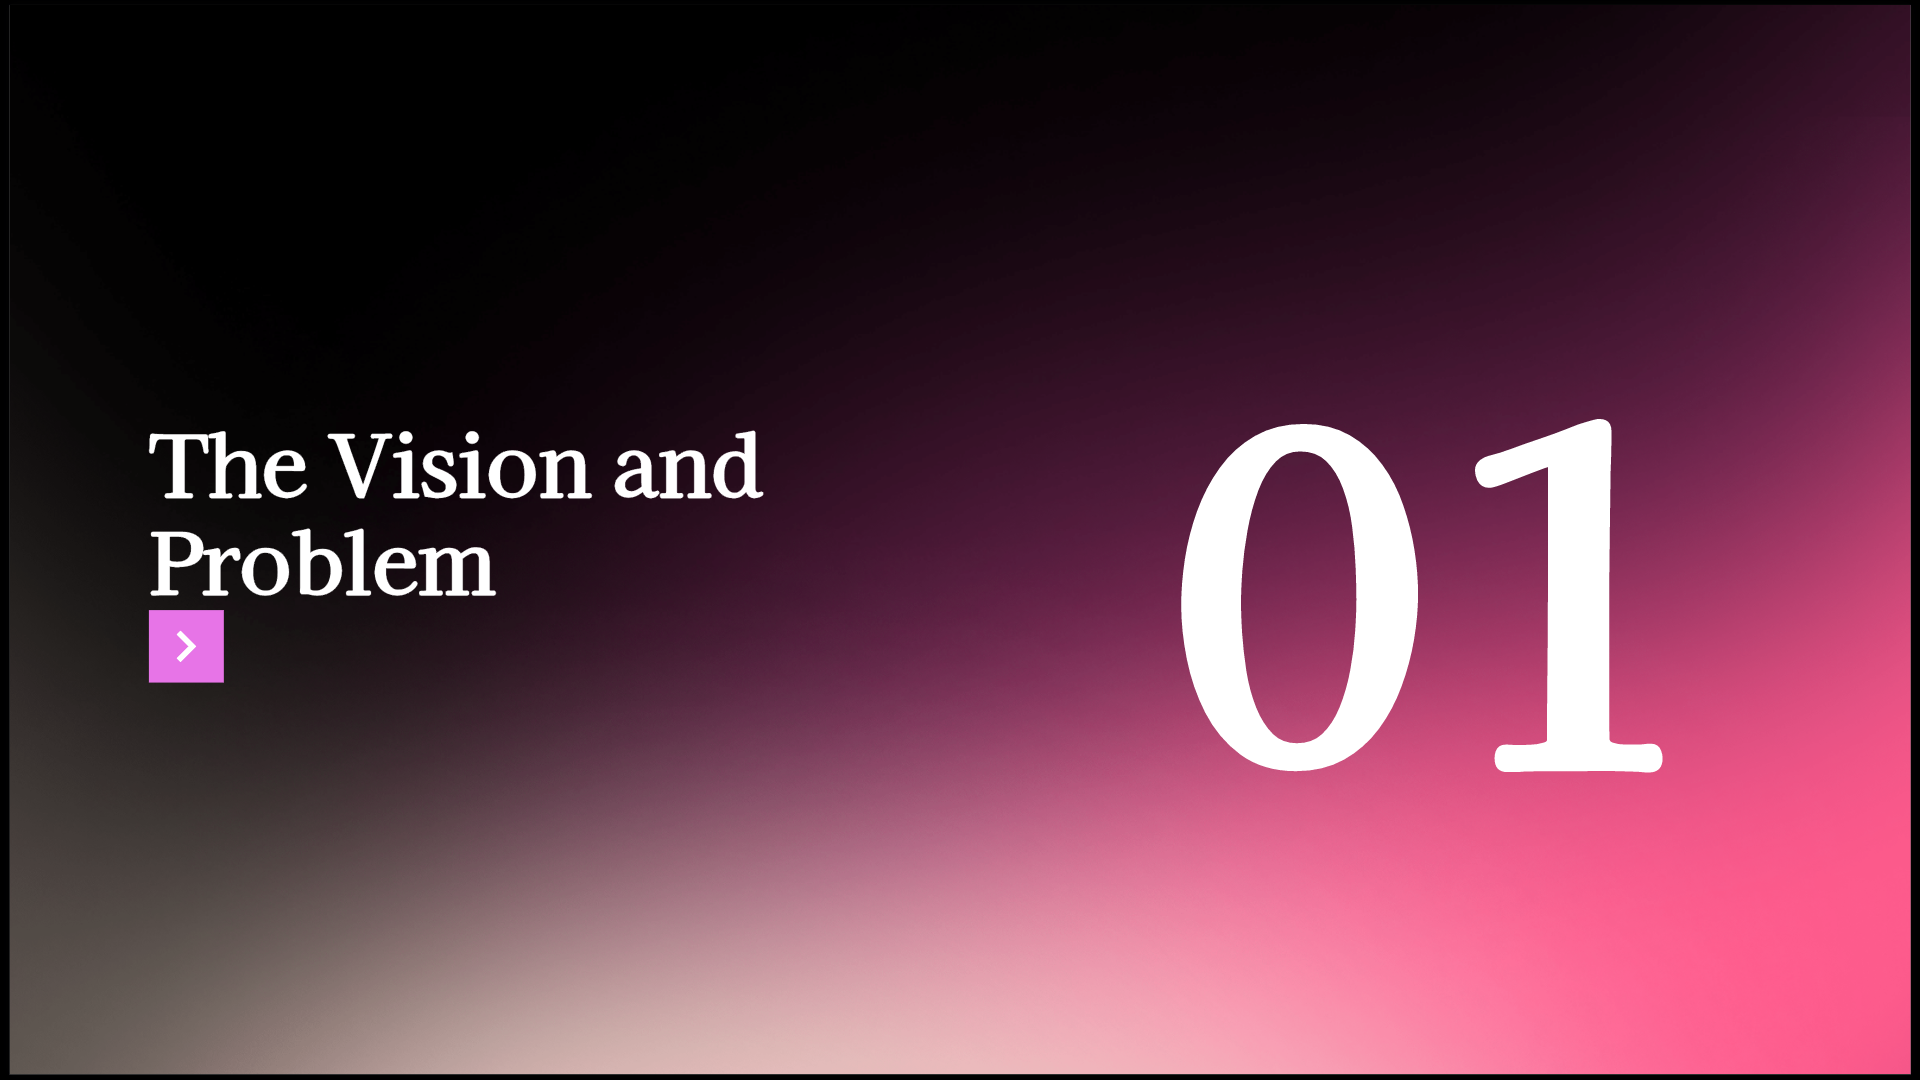 The Vision and
Problem
01